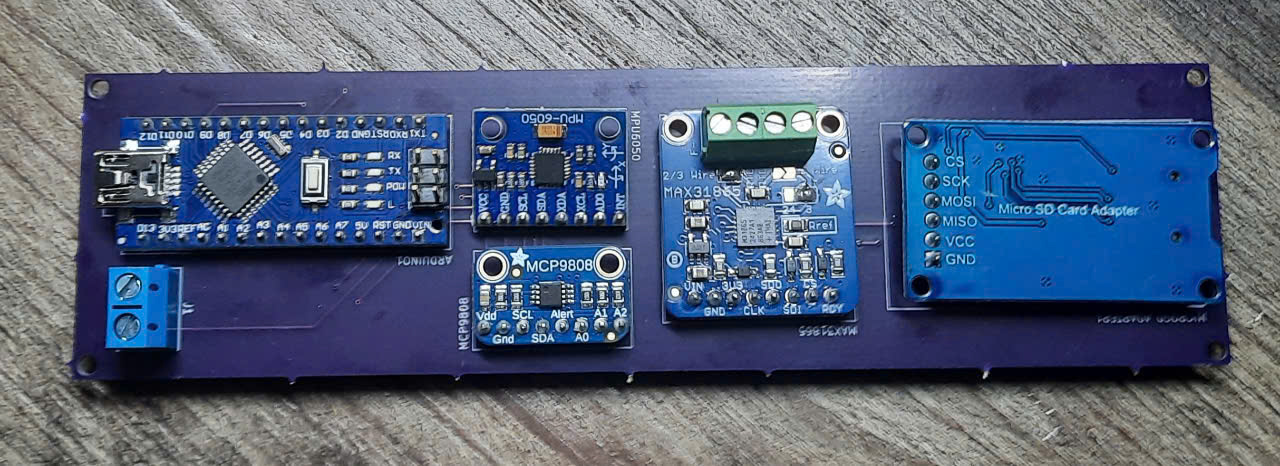 D12 D11 D10 D9 D8 D7 D6 D5 D4 D3 D2 GND RST RX0 TX1
RX
TX
POW
L
D13 3V3 REF A0 A1 A2 A3 A4 A5 A6 A7 5V RST GND VIN
ARDUINO1
J1
MPU-6050
MPU6050
VCC GND SCL SDA XDA XCL AD0 INT
X
Y
MCP9808
MCP9808
Vdd SCL Alert A1 A2
Gnd SDA A0
2/3 Wire
MAX31865
24 3
Rref
VIN 3V3 SDO CS
GND CLK SDI RDY
MAX31865
CS
SCK
MOSI
MISO
VCC
GND
Micro SD Card Adapter